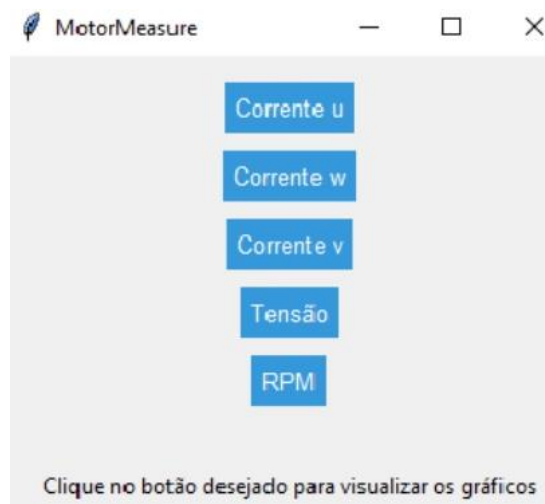 MotorMeasure
Corrente u
Corrente w
Corrente v
Tensão
RPM
Clique no botão desejado para visualizar os gráficos